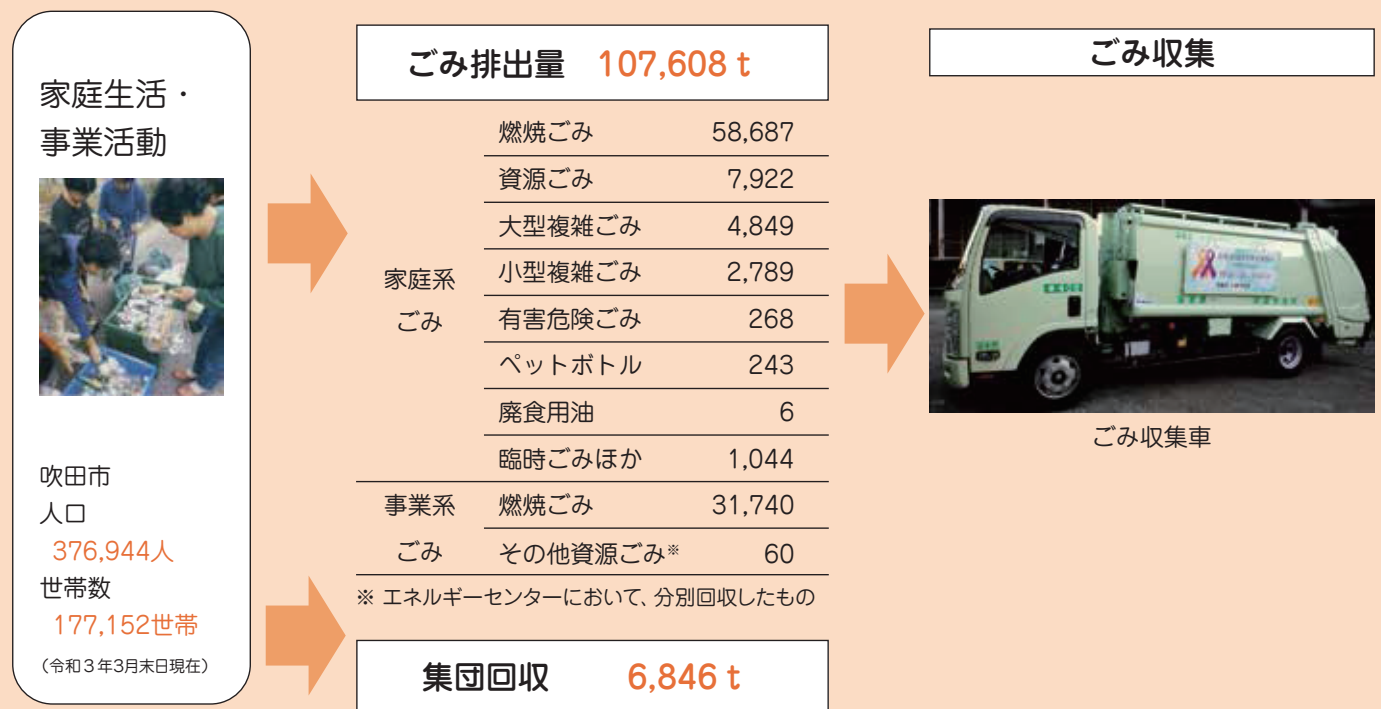 家庭生活・
事業活動
吹田市
人口
376,944人
世帯数
177,152世帯
（令和３年3月末日現在）
ごみ排出量 107,608 t
家庭系
ごみ
燃焼ごみ 58,687
資源ごみ 7,922
大型複雑ごみ 4,849
小型複雑ごみ 2,789
有害危険ごみ 268
ペットボトル 243
廃食用油 6
臨時ごみほか 1,044
事業系
ごみ
燃焼ごみ 31,740
その他資源ごみ※ 60
※ エネルギーセンターにおいて、分別回収したもの
集団回収 6,846 t
ごみ収集
ごみ収集車